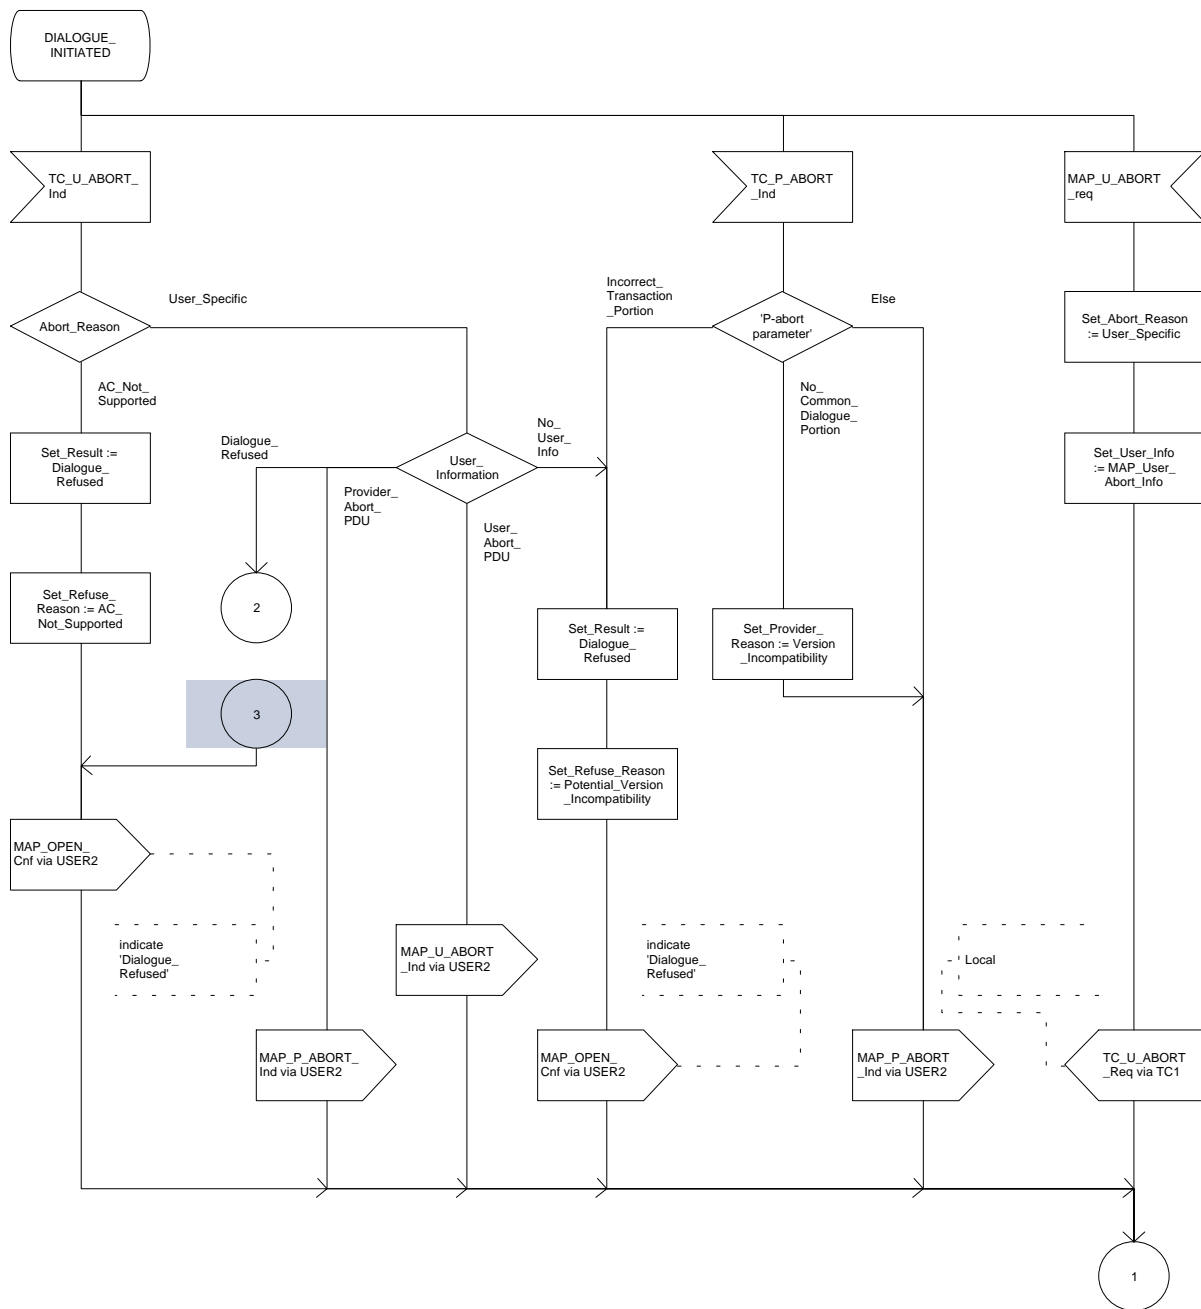 DIALOGUE_
INITIATED
TC_U_ABORT_
Ind
TC_P_ABORT
_Ind
MAP_U_ABORT
_req
User_Specific
Incorrect_
Transaction
_Portion
Else
Abort_Reason
'P-abort
parameter'
Set_Abort_Reason
:= User_Specific
AC_Not_
Supported
No_
Common_
Dialogue_
Portion
Set_Result :=
Dialogue_
Refused
Dialogue_
Refused
User_
Information
No_
User_
Info
Set_User_Info
:= MAP_User_
Abort_Info
Provider_
Abort_
PDU
User_
Abort_
PDU
Set_Refuse_
Reason := AC_
Not_Supported
2
Set_Result :=
Dialogue_
Refused
Set_Provider_
Reason := Version
_Incompatibility
3
Set_Refuse_Reason
:= Potential_Version
_Incompatibility
MAP_OPEN_
Cnf via USER2
indicate
'Dialogue_
Refused'
MAP_U_ABORT
_Ind via USER2
indicate
'Dialogue_
Refused'
Local
MAP_P_ABORT_
Ind via USER2
MAP_OPEN_
Cnf via USER2
MAP_P_ABORT
_Ind via USER2
TC_U_ABORT
_Req via TC1
1